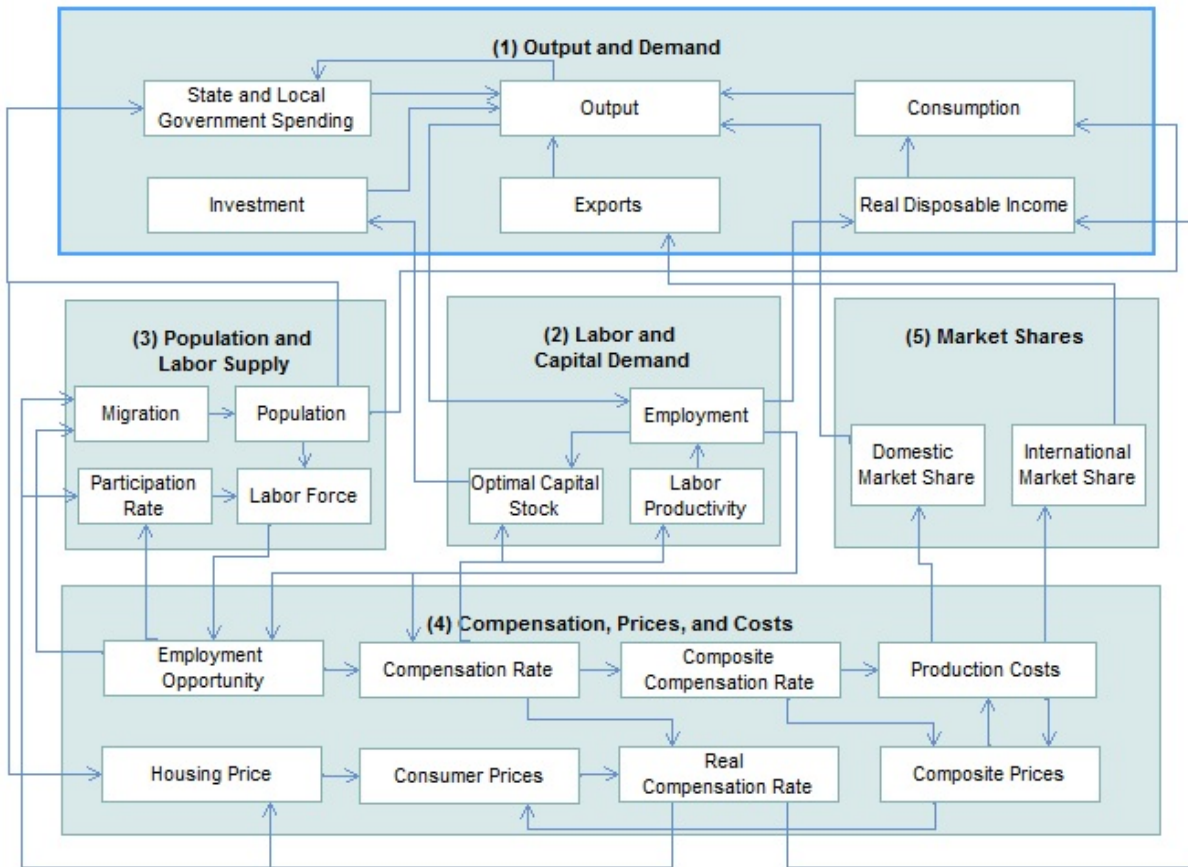 (1) Output and Demand
State and Local
Government Spending
Output
Consumption
Investment
Exports
Real Disposable Income
(3) Population and
Labor Supply
Migration
Population
Participation
Rate
Labor Force
(2) Labor and
Capital Demand
Employment
Optimal Capital
Stock
Labor
Productivity
(5) Market Shares
Domestic
Market Share
International
Market Share
(4) Compensation, Prices, and Costs
Employment
Opportunity
Compensation Rate
Composite
Compensation Rate
Production Costs
Housing Price
Consumer Prices
Real
Compensation Rate
Composite Prices